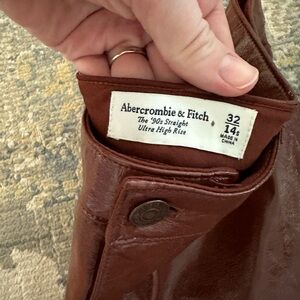 Abercrombie & Fitch
The '90s Straight
Ultra High Rise
32
14S
MADE IN
CHINA